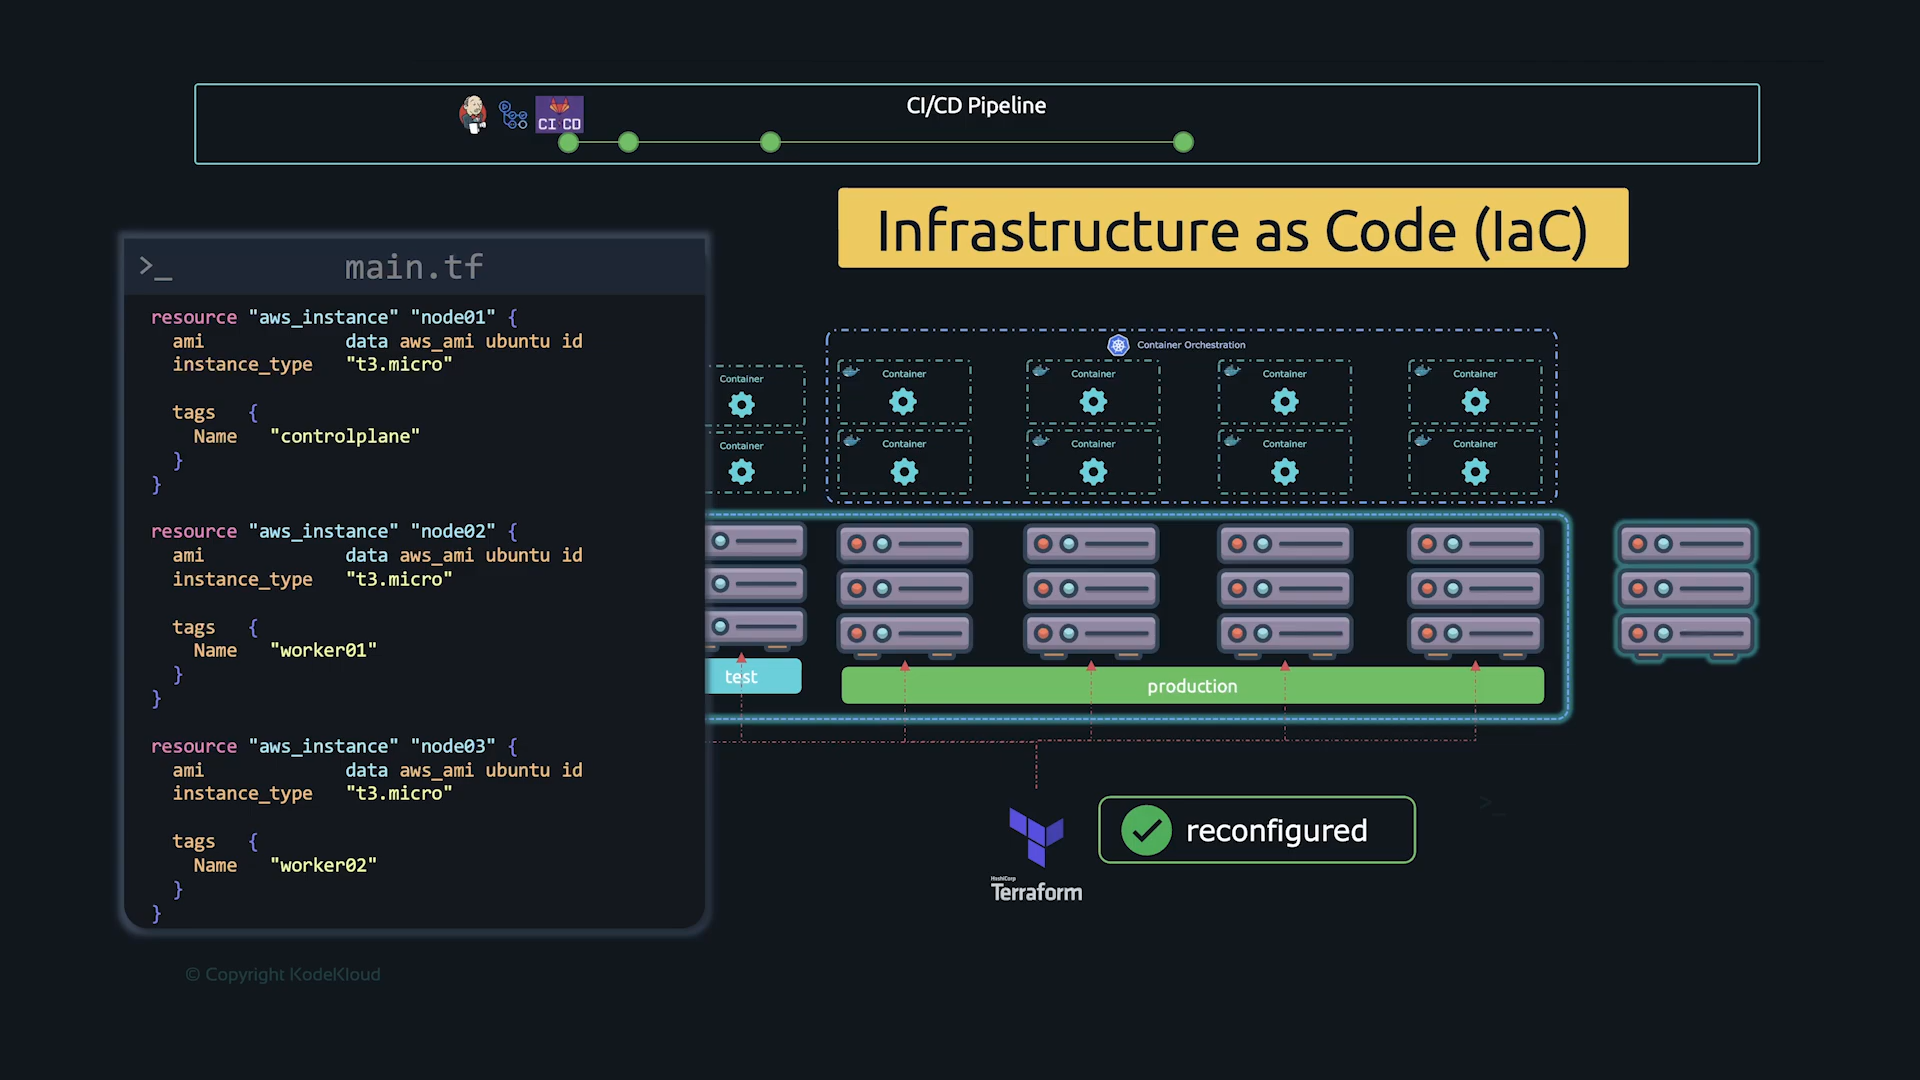 CI/CD Pipeline
CI CD
Infrastructure as Code (IaC)
>_ main.tf
resource "aws_instance" "node01" {
ami data aws_ami ubuntu id
instance_type "t3.micro"
tags {
Name "controlplane"
}
}
resource "aws_instance" "node02" {
ami data aws_ami ubuntu id
instance_type "t3.micro"
tags {
Name "worker01"
}
}
resource "aws_instance" "node03" {
ami data aws_ami ubuntu id
instance_type "t3.micro"
tags {
Name "worker02"
}
}
Container Orchestration
Container
Container Container Container Container
Container
Container Container Container Container
test
production
>_
reconfigured
HashiCorp
Terraform
© Copyright KodeKloud